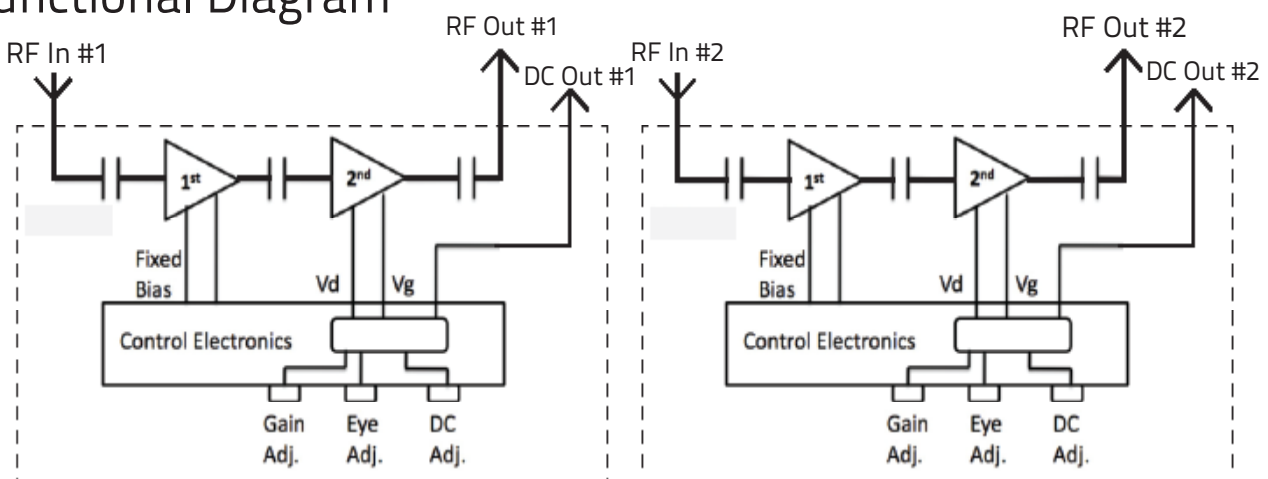 unctional Diagram
RF In #1
RF Out #1
DC Out #1
1st
2nd
Fixed
Bias
Vd
Vg
Control Electronics
Gain
Adj.
Eye
Adj.
DC
Adj.
RF In #2
RF Out #2
DC Out #2
1st
2nd
Fixed
Bias
Vd
Vg
Control Electronics
Gain
Adj.
Eye
Adj.
DC
Adj.